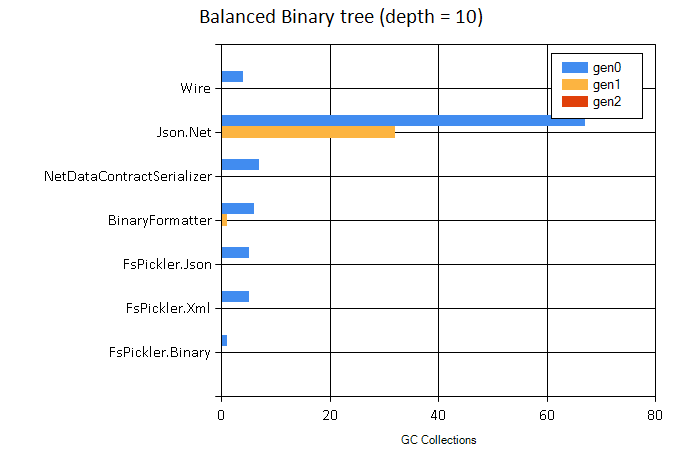 Balanced Binary tree (depth = 10)
gen0
gen1
gen2
Wire
Json.Net
NetDataContractSerializer
BinaryFormatter
FsPickler.Json
FsPickler.Xml
FsPickler.Binary
0 20 40 60 80
GC Collections